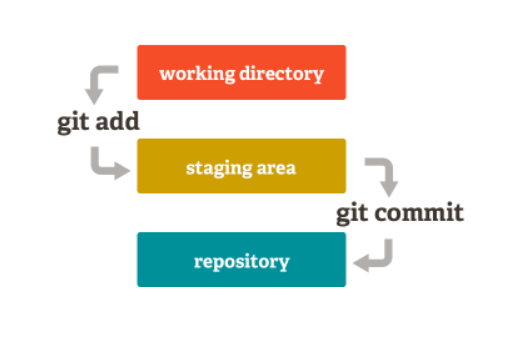 working directory
git add
staging area
git commit
repository